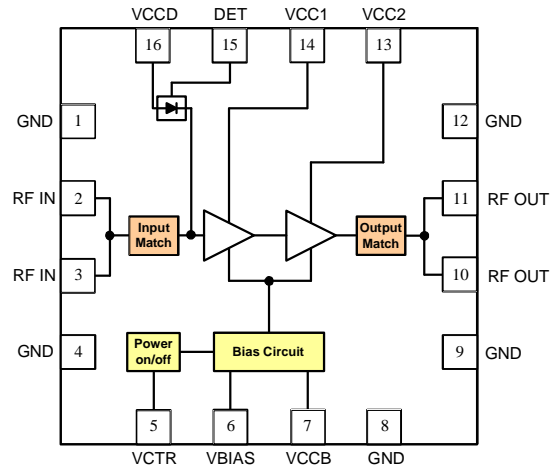 VCCD DET VCC1 VCC2
16 15 14 13
GND 1 12 GND
RF IN 2 11 RF OUT
Input
Match
Output
Match
RF IN 3 10 RF OUT
GND 4 9 GND
Power
on/off
Bias Circuit
5 6 7 8
VCTR VBIAS VCCB GND